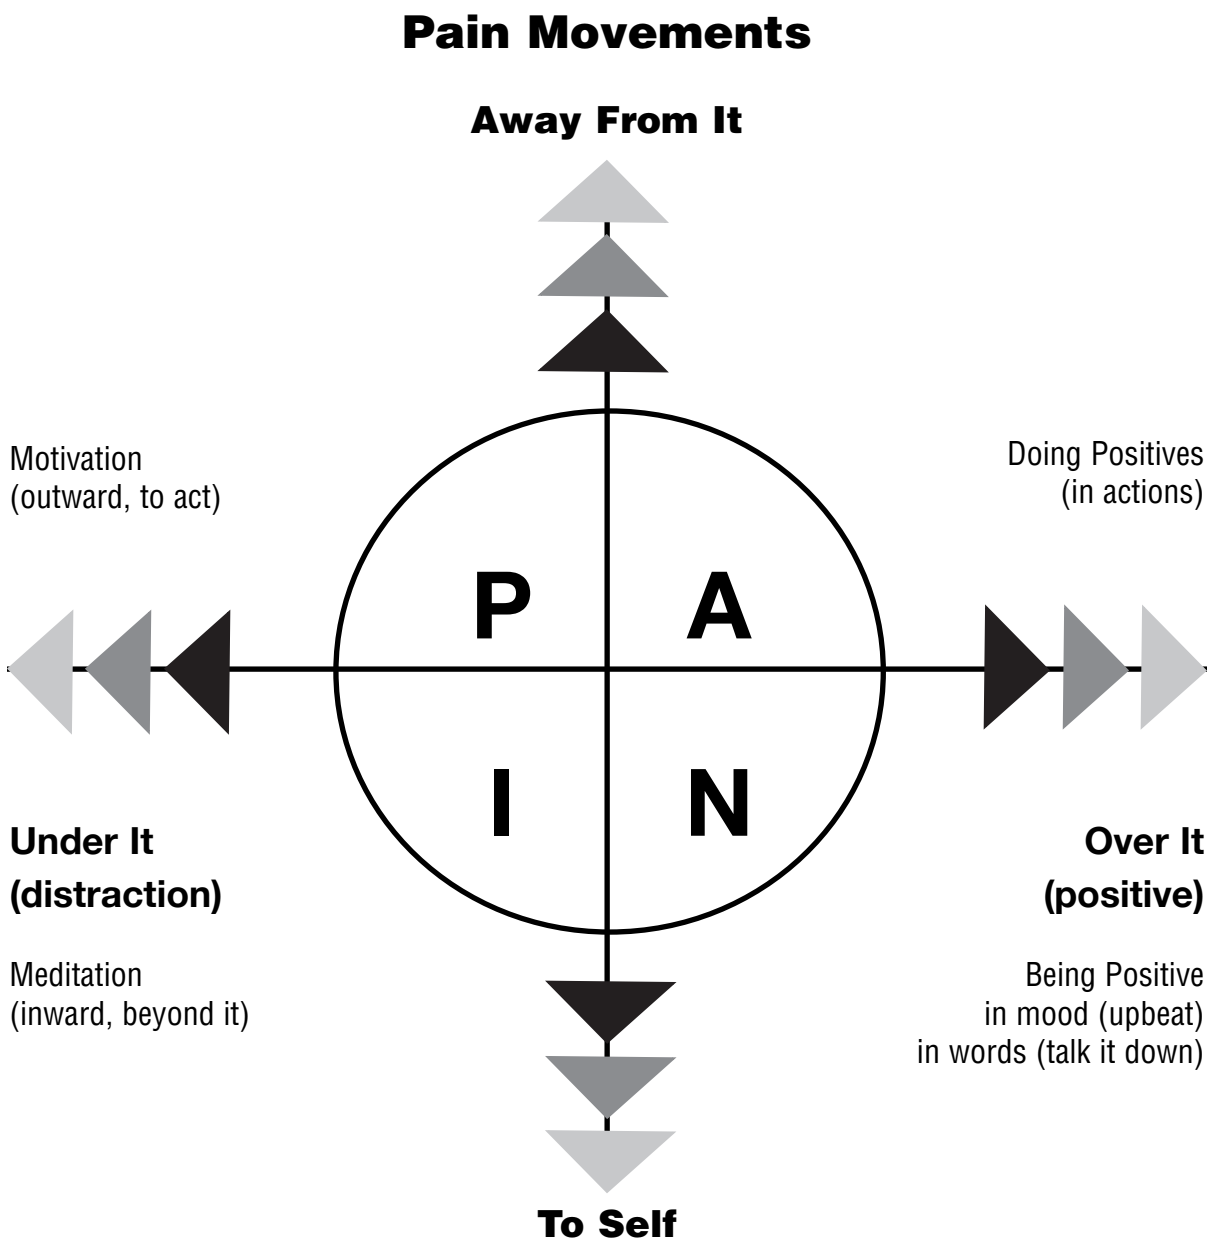 Pain Movements
Away From It
Motivation
(outward, to act)
Doing Positives
(in actions)
P A
I N
Under It
(distraction)
Over It
(positive)
Meditation
(inward, beyond it)
Being Positive
in mood (upbeat)
in words (talk it down)
To Self